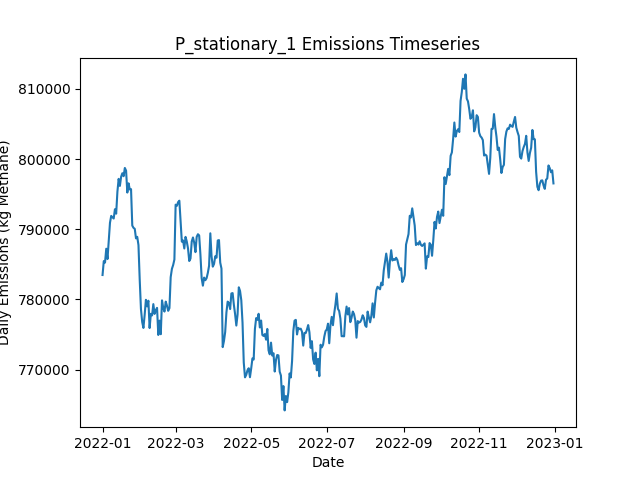 P_stationary_1 Emissions Timeseries
Daily Emissions (kg Methane)
810000
800000
790000
780000
770000
2022-01 2022-03 2022-05 2022-07 2022-09 2022-11 2023-01
Date